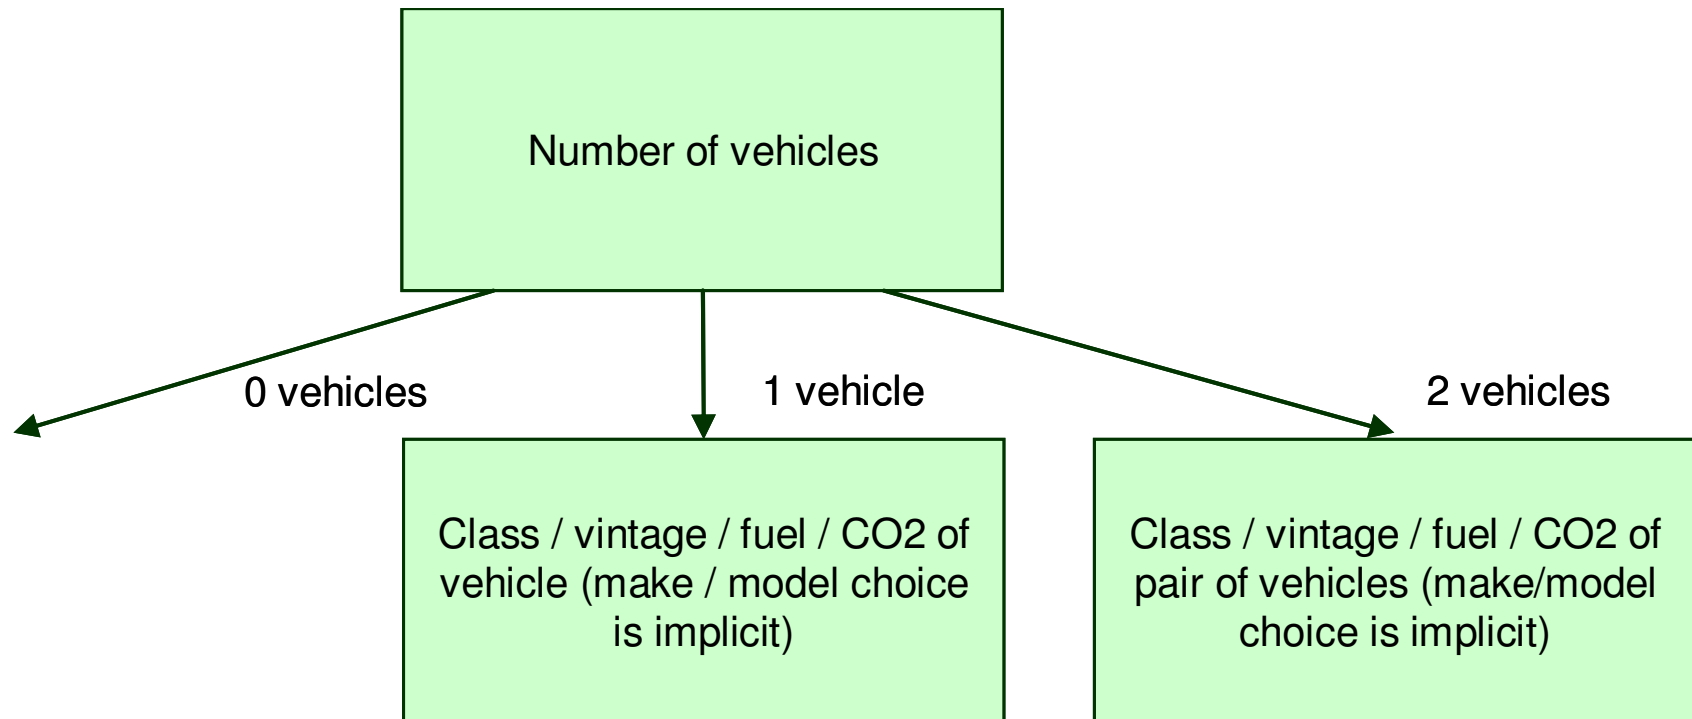 Number of vehicles
0 vehicles
1 vehicle
2 vehicles
Class / vintage / fuel / CO2 of
vehicle (make / model choice
is implicit)
Class / vintage / fuel / CO2 of
pair of vehicles (make/model
choice is implicit)